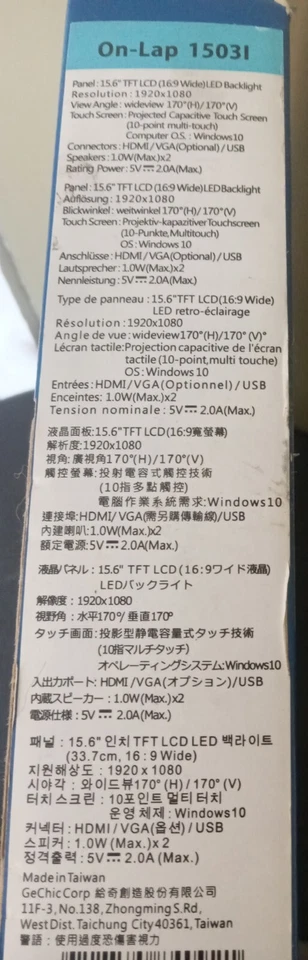 On-Lap 1503I
Panel : 15.6" TFT LCD (16:9 Wide) LED Backlight
Resolution : 1920x1080
View Angle : wideview 170°(H)/ 170°(V)
Touch Screen : Projected Capacitive Touch Screen
(10-point multi-touch)
Computer O.S. : Windows10
Connectors : HDMI / VGA(Optional) / USB
Speakers : 1.0W(Max.)x2
Rating Power : 5V⎓ 2.0A(Max.)
Panel : 15.6" TFT LCD (16:9 Wide)LED Backlight
Auflösung : 1920x1080
Blickwinkel : weitwinkel 170°(H)/ 170°(V)
Touch Screen : Projektiv-kapazitiver Touchscreen
(10-Punkte,Multitouch)
OS : Windows 10
Anschlüsse : HDMI / VGA(Optional) / USB
Lautsprecher : 1.0W(Max.)x2
Nennleistung : 5V⎓ 2.0A(Max.)
Type de panneau : 15.6"TFT LCD(16:9 Wide)
LED retro-éclairage
Résolution : 1920x1080
Angle de vue : wideview170°(H)/170° (V)°
Lécran tactile:Projection capacitive de l'écran
tactile (10-point,multi touche)
OS: Windows 10
Entrées: HDMI/ VGA(Optionnel) / USB
Enceintes: 1.0W(Max.)x2
Tension nominale : 5V⎓ 2.0A(Max.)
液晶面板:15.6"TFT LCD(16:9寬螢幕)
解析度:1920x1080
視角: 廣視角170°(H) / 170°(V)
觸控螢幕: 投射電容式觸控技術
(10指多點觸控)
電腦作業系統需求:Windows10
連接埠:HDMI/ VGA(需另購傳輸線)/USB
內建喇叭:1.0W(Max.)x2
額定電源:5V⎓ 2.0A(Max.)
液晶パネル : 15.6" TFT LCD ( 16 : 9ワイド液晶)
LEDバックライト
解像度 : 1920x1080
視野角 : 水平170°/ 垂直170°
タッチ画面 : 投影型静電容量式タッチ技術
(10指マルチタッチ)
オペレーティングシステム:Windows10
入出力ポート: HDMI / VGA (オプション) / USB
内蔵スピーカー : 1.0W(Max.)x2
電源仕様 : 5V ⎓ 2.0A(Max.)
패널 : 15.6" 인치 TFT LCD LED 백라이트
(33.7cm, 16 : 9 Wide)
지원해상도 : 1920 x 1080
시야각 : 와이드뷰170° (H) / 170° (V)
터치 스크린 : 10포인트 멀티 터치
운영 체제 : Windows10
커넥터 : HDMI / VGA(옵션) / USB
스피커 : 1.0W (Max.) x 2
정격출력 : 5V ⎓ 2.0 A (Max.)
Made in Taiwan
GeChic Corp 給奇創造股份有限公司
11F-3, No.138, Zhongming S.Rd,
West Dist. Taichung City 40361, Taiwan
警語 : 使用過度恐傷害視力